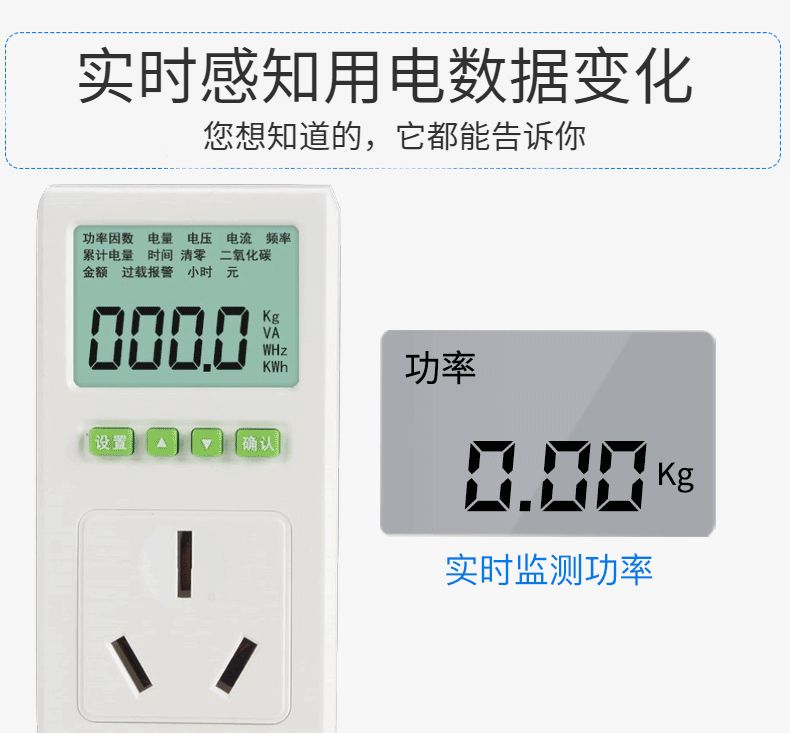 实时感知用电数据变化
您想知道的，它都能告诉你
功率因数 电量 电压 电流 频率
累计电量 时间 清零 二氧化碳
金额 过载报警 小时 元
000.0
Kg
VA
WHz
KWh
设置 ▲ ▼ 确认
功率
0.00 Kg
实时监测功率